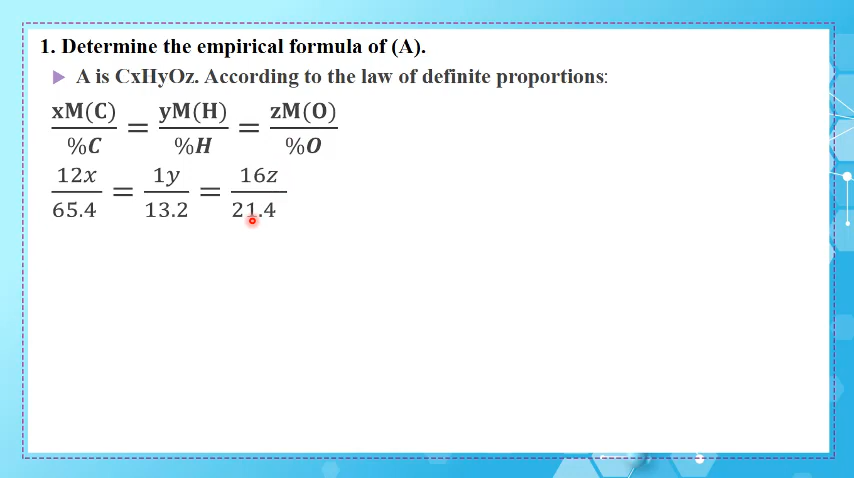 1. Determine the empirical formula of (A).
A is CxHyOz. According to the law of definite proportions:
xM(C)/%C = yM(H)/%H = zM(O)/%O
12x/65.4 = 1y/13.2 = 16z/21.4